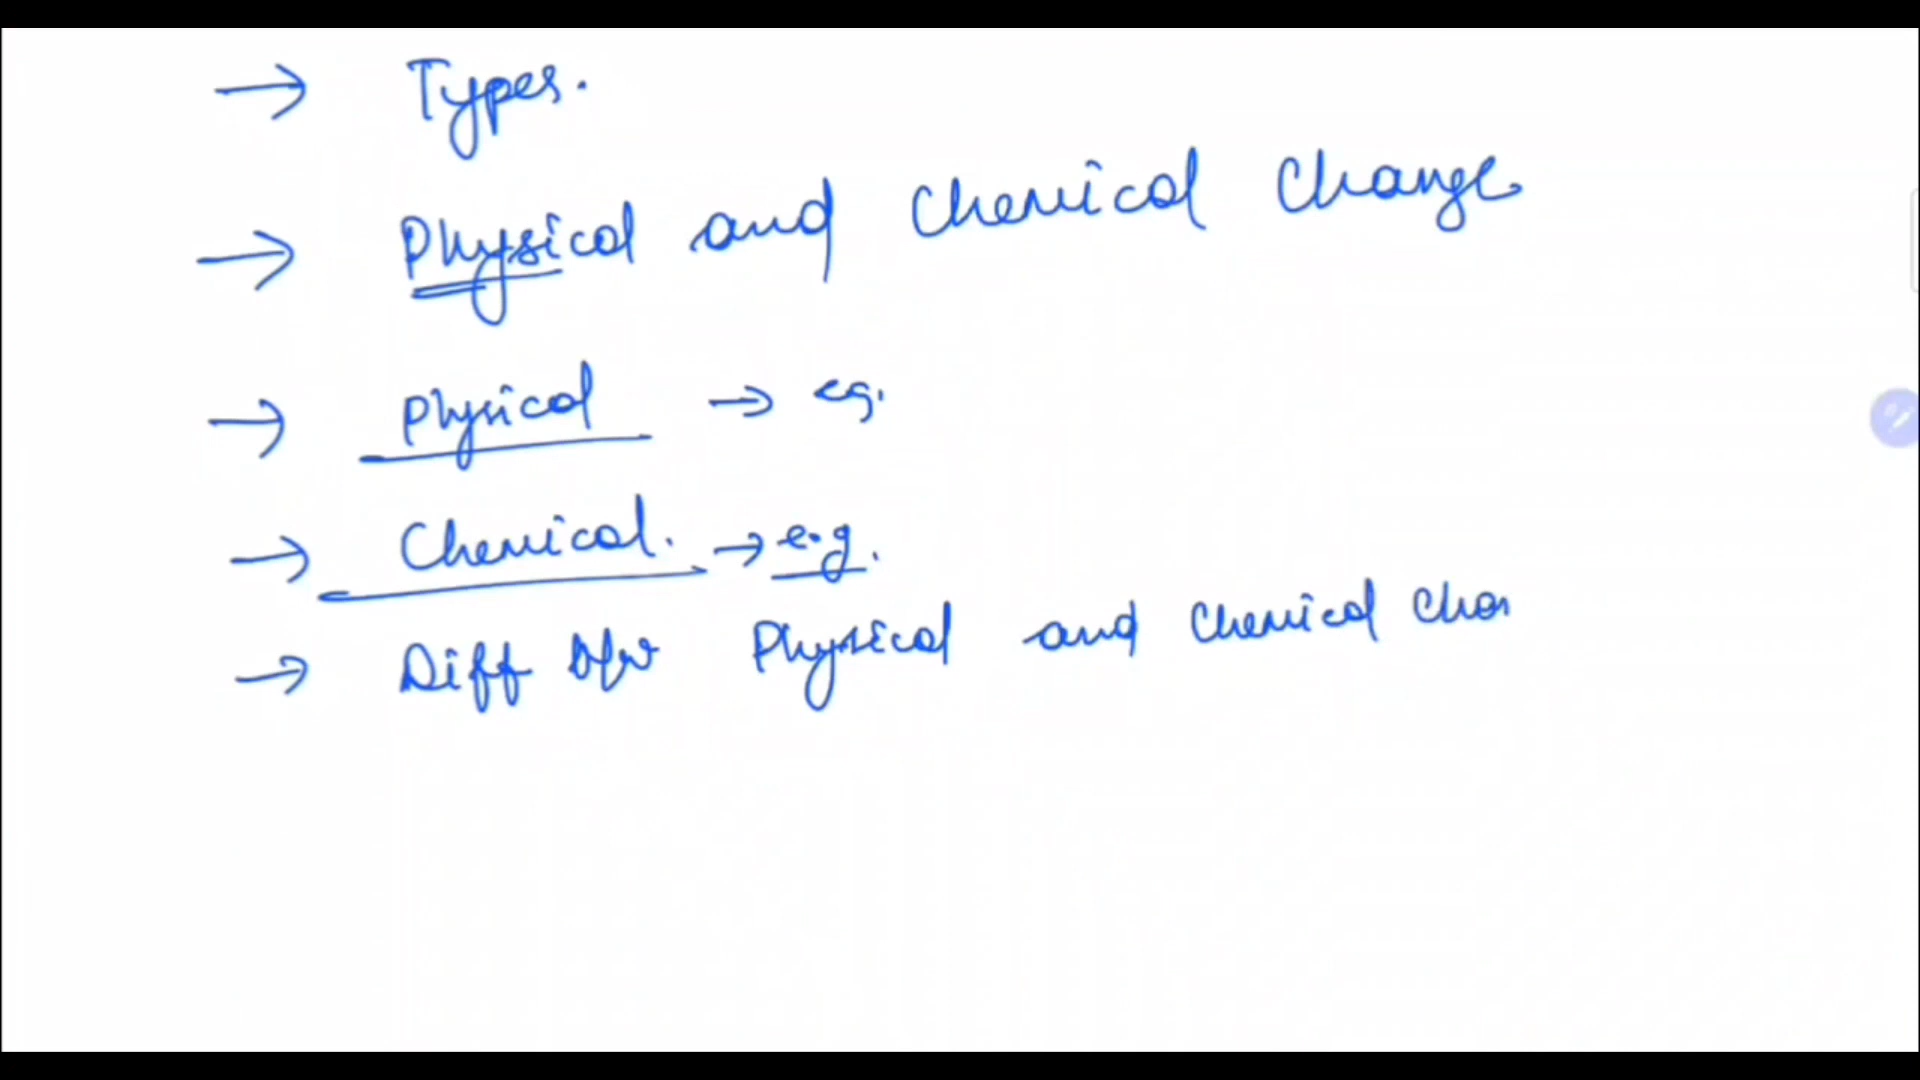 → Types.
→ Physical and Chemical Change
→ Physical → eg.
→ Chemical. → e.g.
→ Diff b/w Physical and Chemical Chan